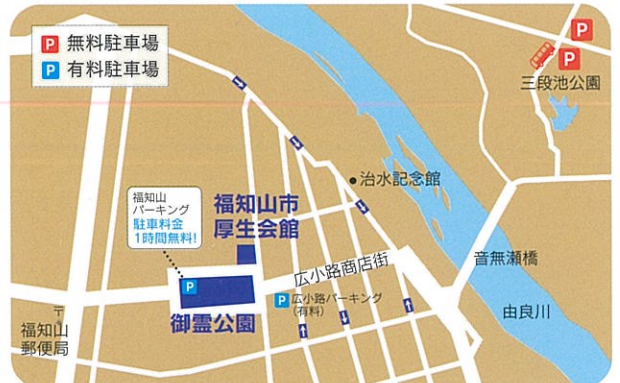 P 無料駐車場
P 有料駐車場
P
P
三段池公園
治水記念館
福知山
パーキング
駐車料金
1時間無料!
福知山市
厚生会館
広小路商店街
音無瀬橋
P
P 広小路パーキング
(有料)
由良川
御霊公園
〒
福知山
郵便局